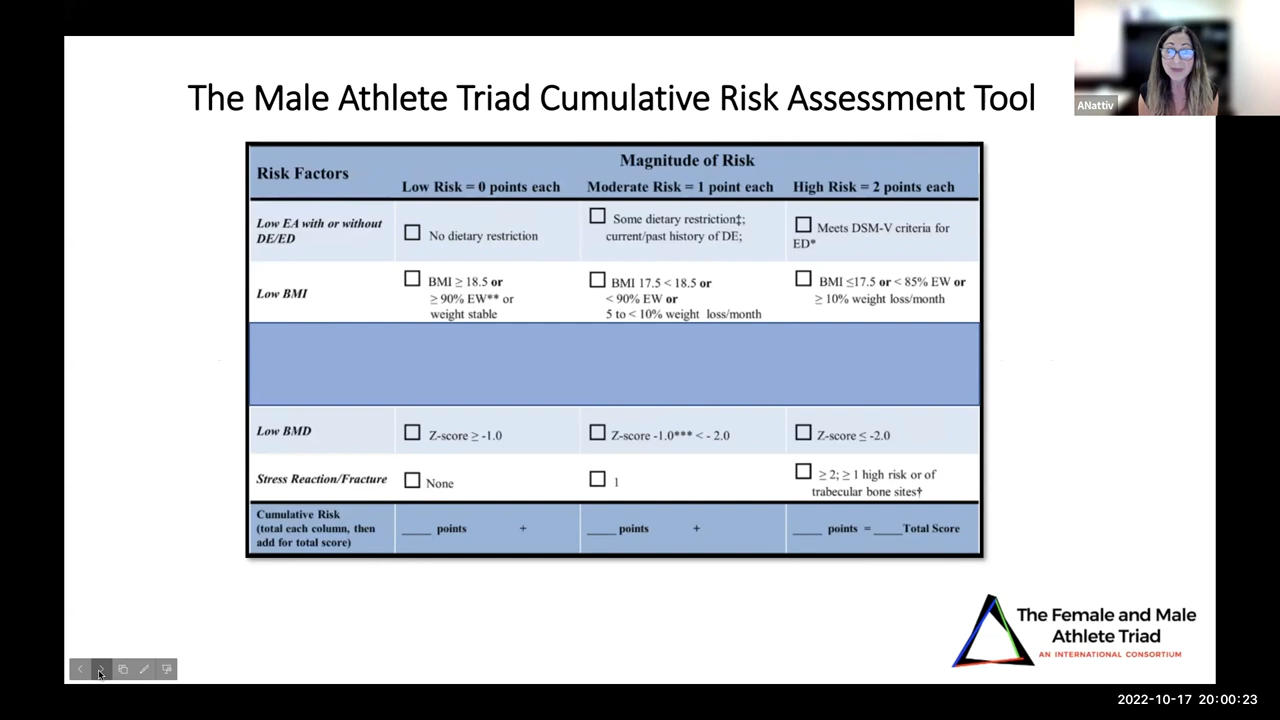 The Male Athlete Triad Cumulative Risk Assessment Tool
ANattiv
Risk Factors
Magnitude of Risk
Low Risk = 0 points each
Moderate Risk = 1 point each
High Risk = 2 points each
Low EA with or without
DE/ED
No dietary restriction
Some dietary restriction‡;
current/past history of DE;
Meets DSM-V criteria for
ED*
Low BMI
BMI ≥ 18.5 or
≥ 90% EW** or
weight stable
BMI 17.5 < 18.5 or
< 90% EW or
5 to < 10% weight loss/month
BMI ≤17.5 or < 85% EW or
≥ 10% weight loss/month
Low BMD
Z-score ≥ -1.0
Z-score -1.0*** < - 2.0
Z-score ≤ -2.0
Stress Reaction/Fracture
None
1
≥ 2; ≥ 1 high risk or of
trabecular bone sites†
Cumulative Risk
(total each column, then
add for total score)
_____ points +
_____ points +
_____ points = _____Total Score
The Female and Male
Athlete Triad
AN INTERNATIONAL CONSORTIUM
2022-10-17 20:00:23